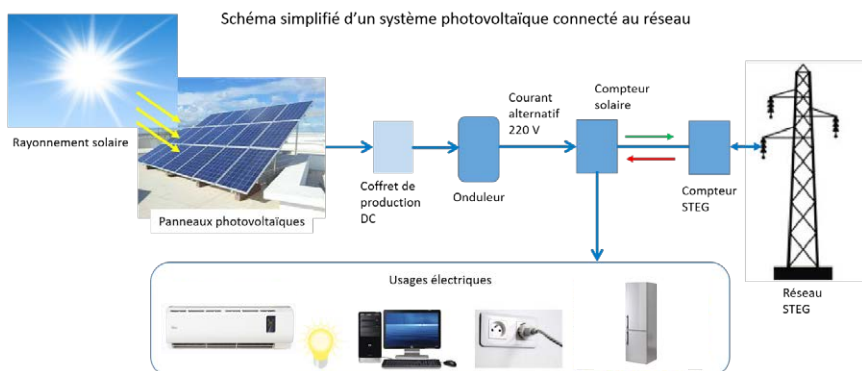 Schéma simplifié d'un système photovoltaïque connecté au réseau
Rayonnement solaire
Panneaux photovoltaïques
Coffret de
production
DC
Onduleur
Courant
alternatif
220 V
Compteur
solaire
Compteur
STEG
Réseau
STEG
Usages électriques